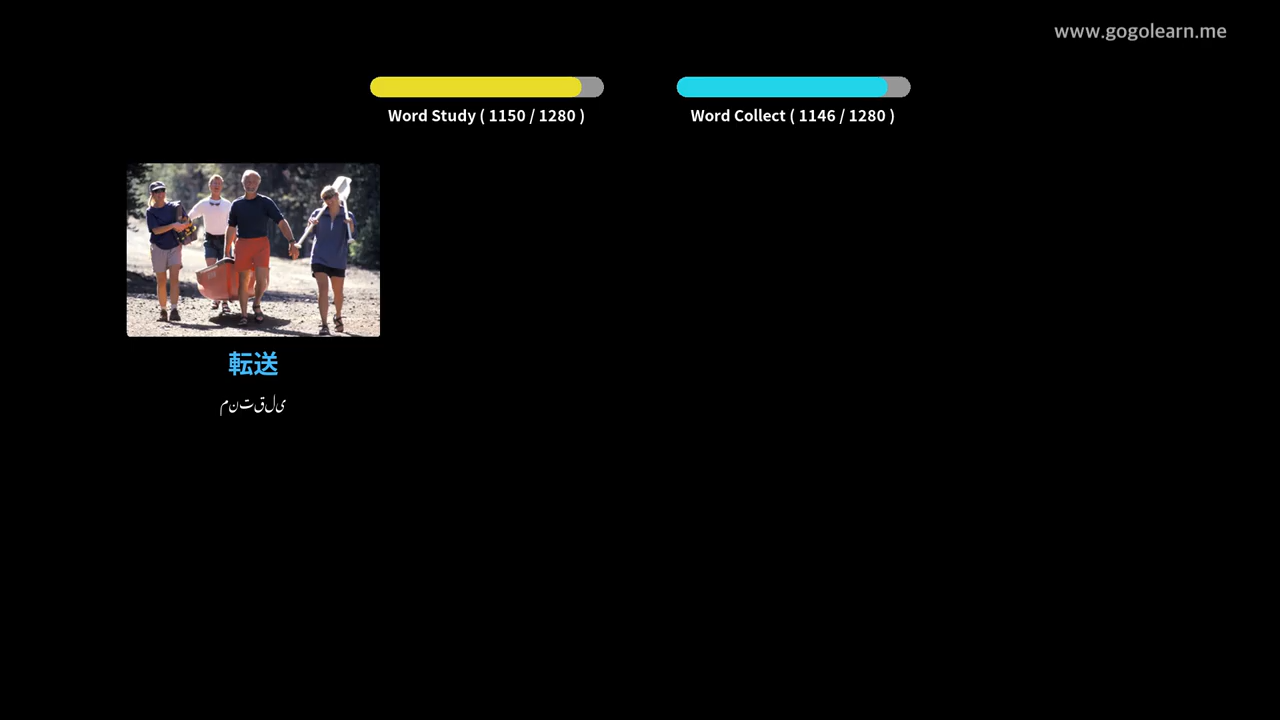 www.gogolearn.me
Word Study ( 1150 / 1280 )
Word Collect ( 1146 / 1280 )
転送
منتقلی